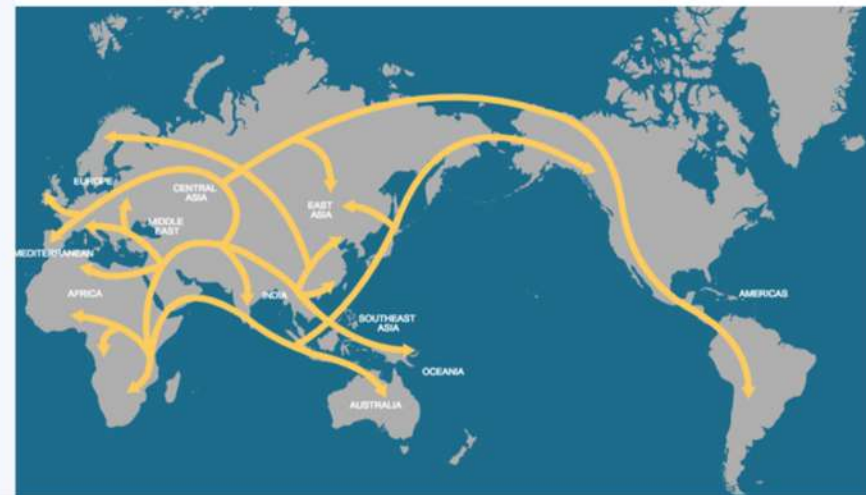 EUROPE
CENTRAL
ASIA
EAST
ASIA
MIDDLE
EAST
MEDITERRANEAN
AFRICA
INDIA
AMERICAS
SOUTHEAST
ASIA
OCEANIA
AUSTRALIA